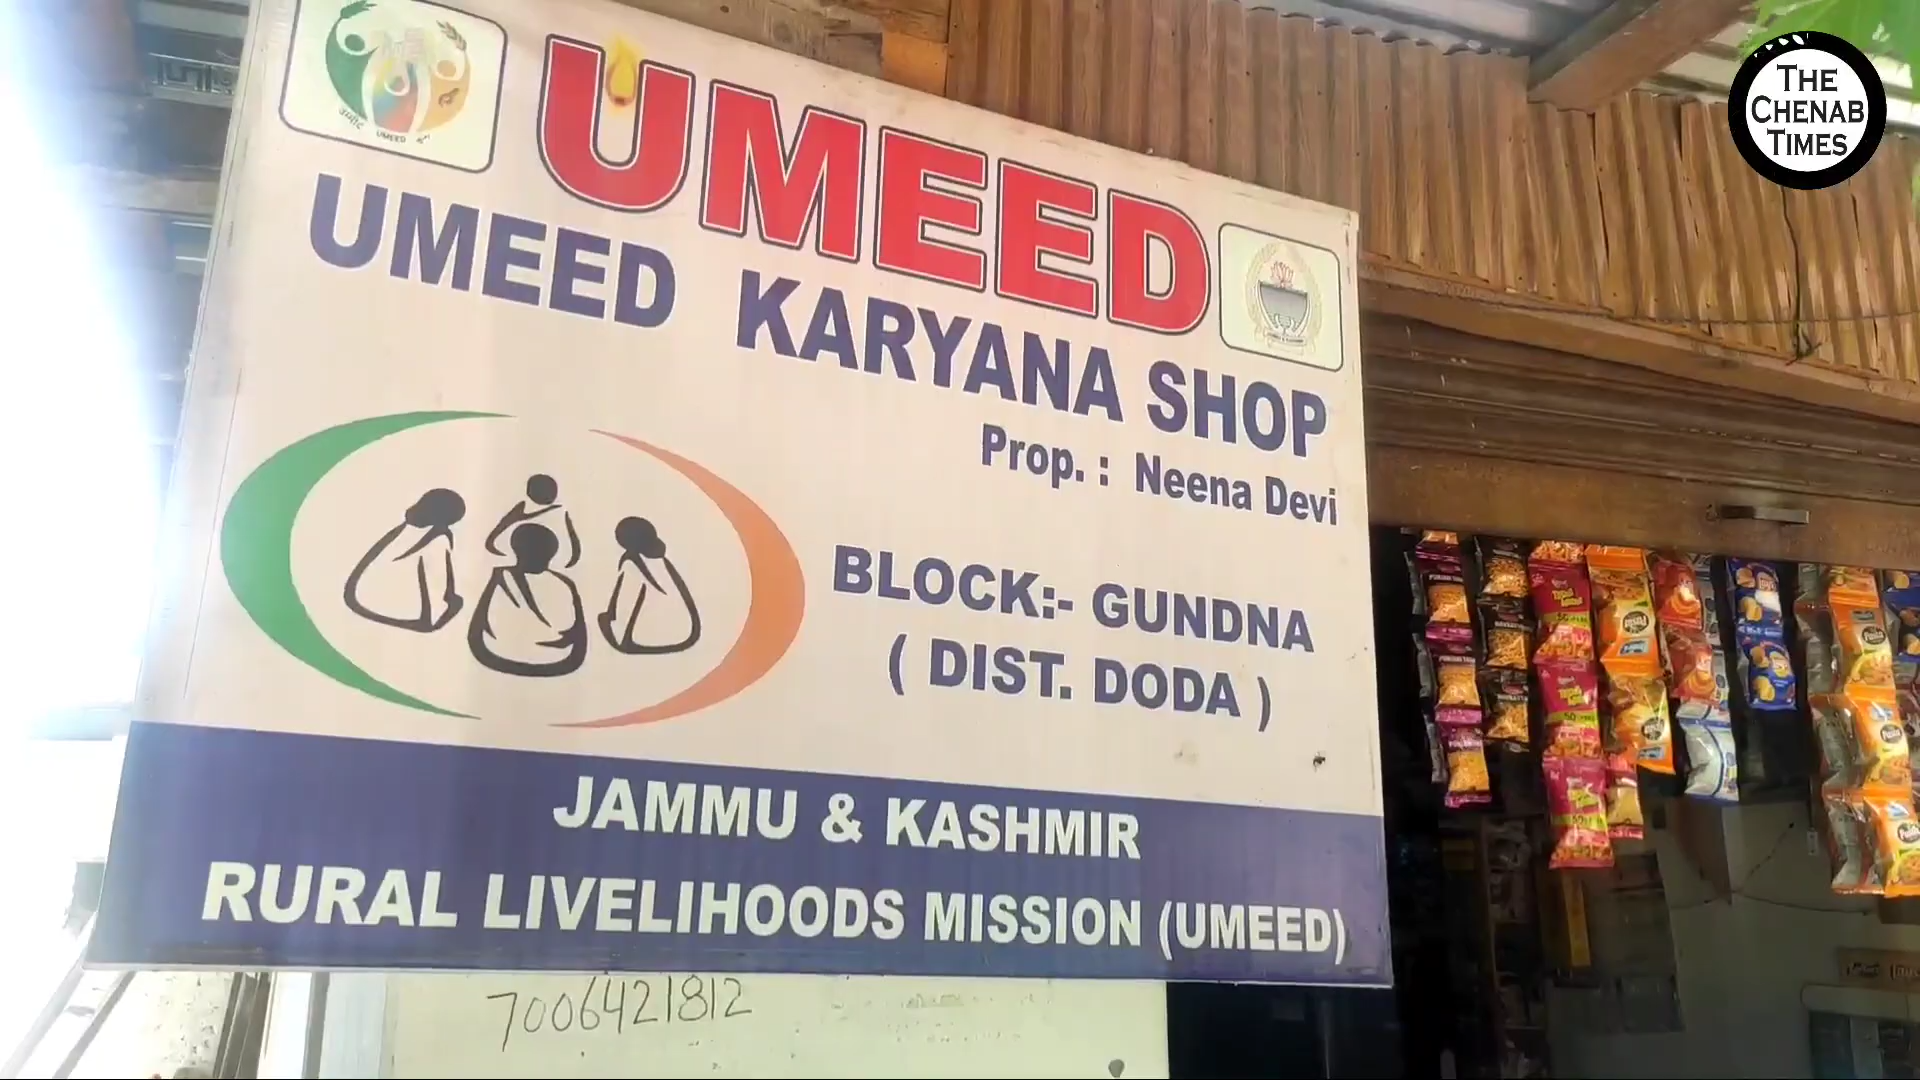 THE
CHENAB
TIMES
UMEED
UMEED
UMEED KARYANA SHOP
Prop. : Neena Devi
BLOCK:- GUNDNA
( DIST. DODA )
JAMMU & KASHMIR
RURAL LIVELIHOODS MISSION (UMEED)
7006421812